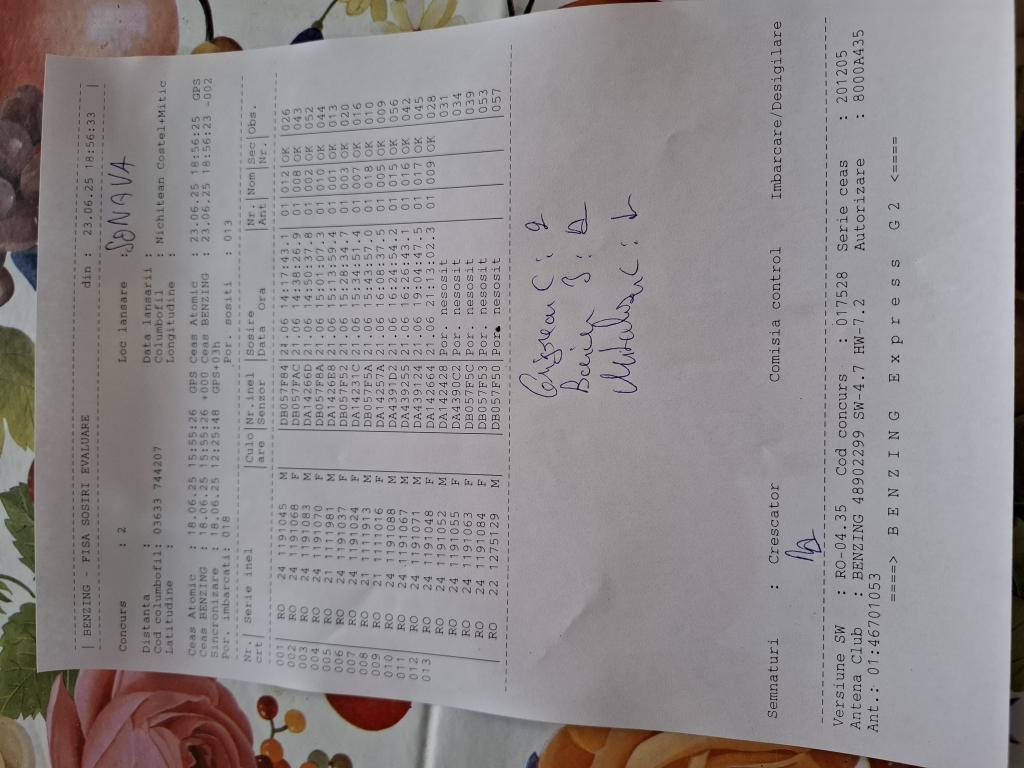 | BENZING - FISA SOSIRI EVALUARE din : 23.06.25 18:56:33 |
Concurs : 2 Loc lansare : SONAVA
Distanta : Data lansarii :
Cod columbofil: 03633 744207 Columbofil : Nichitean Costel+Mitic
Latitudine : Longitudine :
Ceas Atomic : 18.06.25 15:55:26 GPS Ceas Atomic : 23.06.25 18:56:25 GPS
Ceas BENZING : 18.06.25 15:55:26 +000 Ceas BENZING : 23.06.25 18:56:23 -002
Sincronizare : 18.06.25 12:25:48 GPS+03h
Por. imbarcati: 018 Por. sositi : 013
Nr.| Serie inel |Culo|Nr.inel |Sosire |Nr.|Nom|Sec|Obs.
crt| |are |Senzor |Data Ora |Ant |Nr.|
001 RO 24 1191045 M DB057F84 24.06 14:17:43.1 01 012 OK 026
002 RO 24 1191068 F DB057FAC 21.06 14:38:26.9 01 008 OK 043
003 RO 24 1191083 M DA14266D 21.06 14:58:37.9 01 002 OK 052
004 RO 24 1191070 F DB057FBA 21.06 15:01:07.8 01 010 OK 044
005 RO 21 1111981 M DA1426E8 21.06 15:13:59.4 01 001 OK 013
006 RO 24 1191037 F DB057F52 21.06 15:28:34.7 01 003 OK 020
007 RO 24 1191024 F DA14231C 21.06 15:34:51.4 01 007 OK 016
008 RO 21 1111913 M DB057F5A 21.06 15:43:57.0 01 018 OK 010
009 RO 21 1111916 F DA14257A 21.06 16:08:37.5 01 005 OK 009
010 RO 24 1191088 M DA4391D2 21.06 16:24:54.3 01 015 OK 056
011 RO 24 1191067 M DA439255 21.06 16:26:43.1 01 016 OK 042
012 RO 24 1191071 M DA439124 21.06 19:04:47.5 01 017 OK 045
013 RO 24 1191048 F DA142664 21.06 21:13:02.3 01 009 OK 028
RO 24 1191052 M DA142428 Por. nesosit 031
RO 24 1191055 F DA4390C2 Por. nesosit 034
RO 24 1191063 F DB057F5C Por. nesosit 039
RO 24 1191084 F DB057F53 Por. nesosit 053
RO 22 1275129 M DB057F50 Por. nesosit 057
Semnaturi : Crescator Comisia control Imbarcare/Desigilare
Versiune SW : RO-04.35 Cod concurs : 017528 Serie ceas : 201205
Antena Club : BENZING 48902299 SW-4.7 HW-7.2 Autorizare : 8000A435
Ant.: 01:46701053
====> B E N Z I N G E x p r e s s G 2 <====